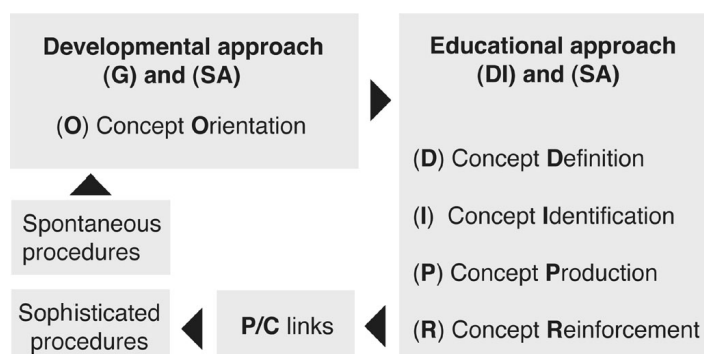 Developmental approach
(G) and (SA)
(O) Concept Orientation
Educational approach
(DI) and (SA)
(D) Concept Definition
(I) Concept Identification
(P) Concept Production
(R) Concept Reinforcement
Spontaneous
procedures
Sophisticated
procedures
P/C links